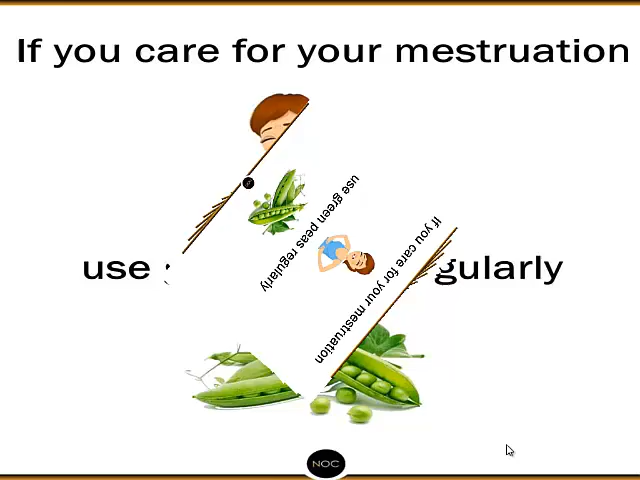 If you care for your mestruation
use gularly
use green peas regularly
If you care for your mestruation
NOC